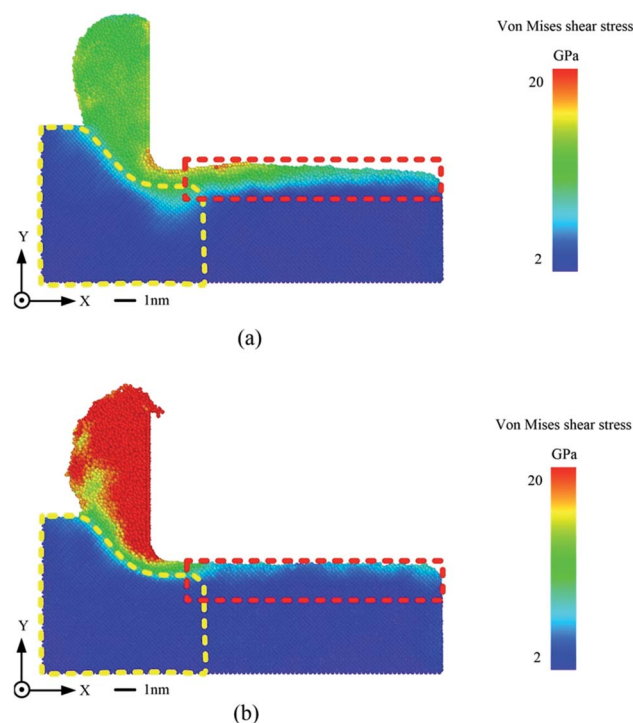 Von Mises shear stress
GPa
20
2
Y
X
1nm
(a)
Von Mises shear stress
GPa
20
2
Y
X
1nm
(b)